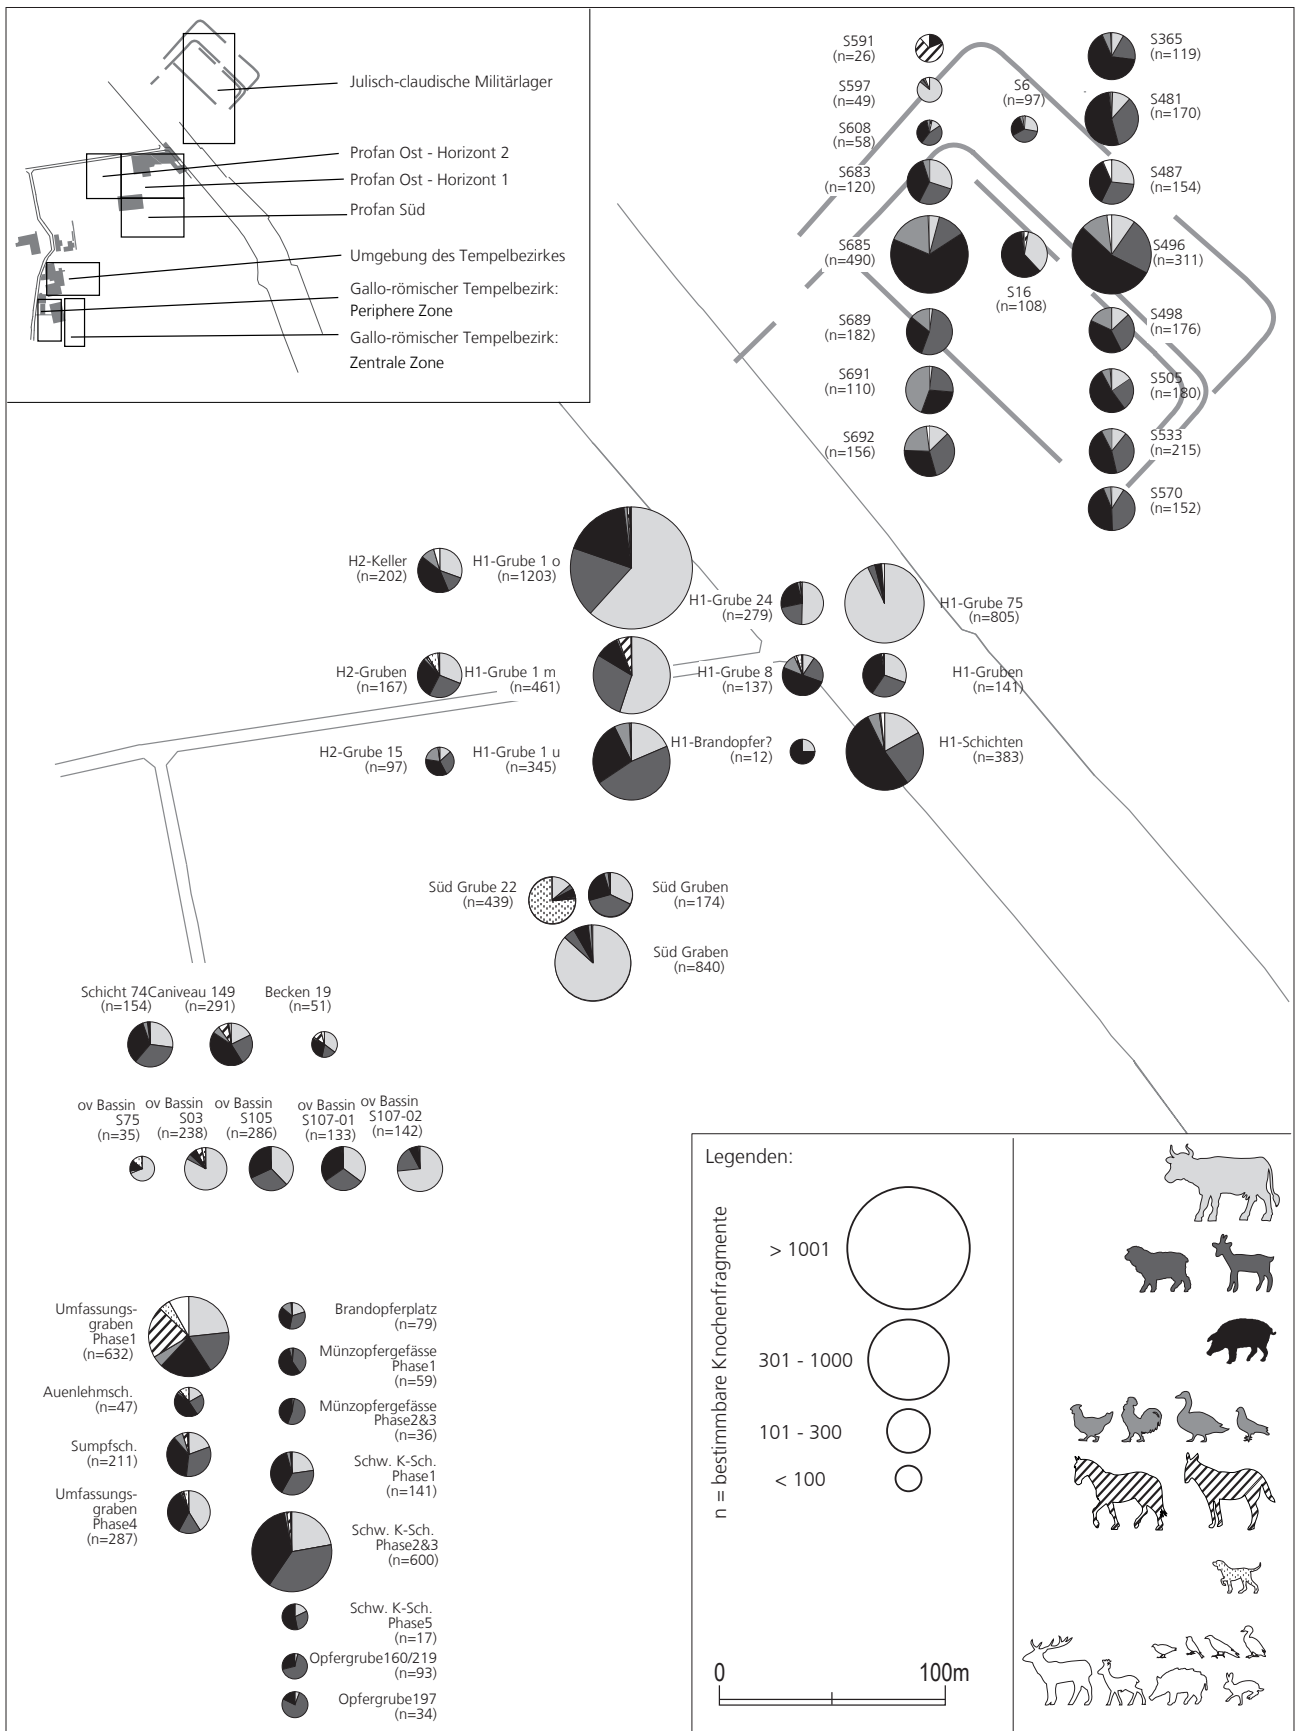 Julisch-claudische Militärlager
Profan Ost - Horizont 2
Profan Ost - Horizont 1
Profan Süd
Umgebung des Tempelbezirkes
Gallo-römischer Tempelbezirk:
Periphere Zone
Gallo-römischer Tempelbezirk:
Zentrale Zone
S591
(n=26)
S597
(n=49)
S608
(n=58)
S683
(n=120)
S685
(n=490)
S689
(n=182)
S691
(n=110)
S692
(n=156)
S6
(n=97)
S16
(n=108)
S365
(n=119)
S481
(n=170)
S487
(n=154)
S496
(n=311)
S498
(n=176)
S505
(n=180)
S533
(n=215)
S570
(n=152)
H2-Keller
(n=202)
H1-Grube 1 o
(n=1203)
H1-Grube 24
(n=279)
H1-Grube 75
(n=805)
H2-Gruben
(n=167)
H1-Grube 1 m
(n=461)
H1-Grube 8
(n=137)
H1-Gruben
(n=141)
H2-Grube 15
(n=97)
H1-Grube 1 u
(n=345)
H1-Brandopfer?
(n=12)
H1-Schichten
(n=383)
Süd Grube 22
(n=439)
Süd Gruben
(n=174)
Süd Graben
(n=840)
Schicht 74
(n=154)
Caniveau 149
(n=291)
Becken 19
(n=51)
ov Bassin
S75
(n=35)
ov Bassin
S03
(n=238)
ov Bassin
S105
(n=286)
ov Bassin
S107-01
(n=133)
ov Bassin
S107-02
(n=142)
Umfassungs-
graben
Phase1
(n=632)
Auenlehmsch.
(n=47)
Sumpfsch.
(n=211)
Umfassungs-
graben
Phase4
(n=287)
Brandopferplatz
(n=79)
Münzopfergefässe
Phase1
(n=59)
Münzopfergefässe
Phase2&3
(n=36)
Schw. K-Sch.
Phase1
(n=141)
Schw. K-Sch.
Phase2&3
(n=600)
Schw. K-Sch.
Phase5
(n=17)
Opfergrube160/219
(n=93)
Opfergrube197
(n=34)
Legenden:
n = bestimmbare Knochenfragmente
> 1001
301 - 1000
101 - 300
< 100
0 100m